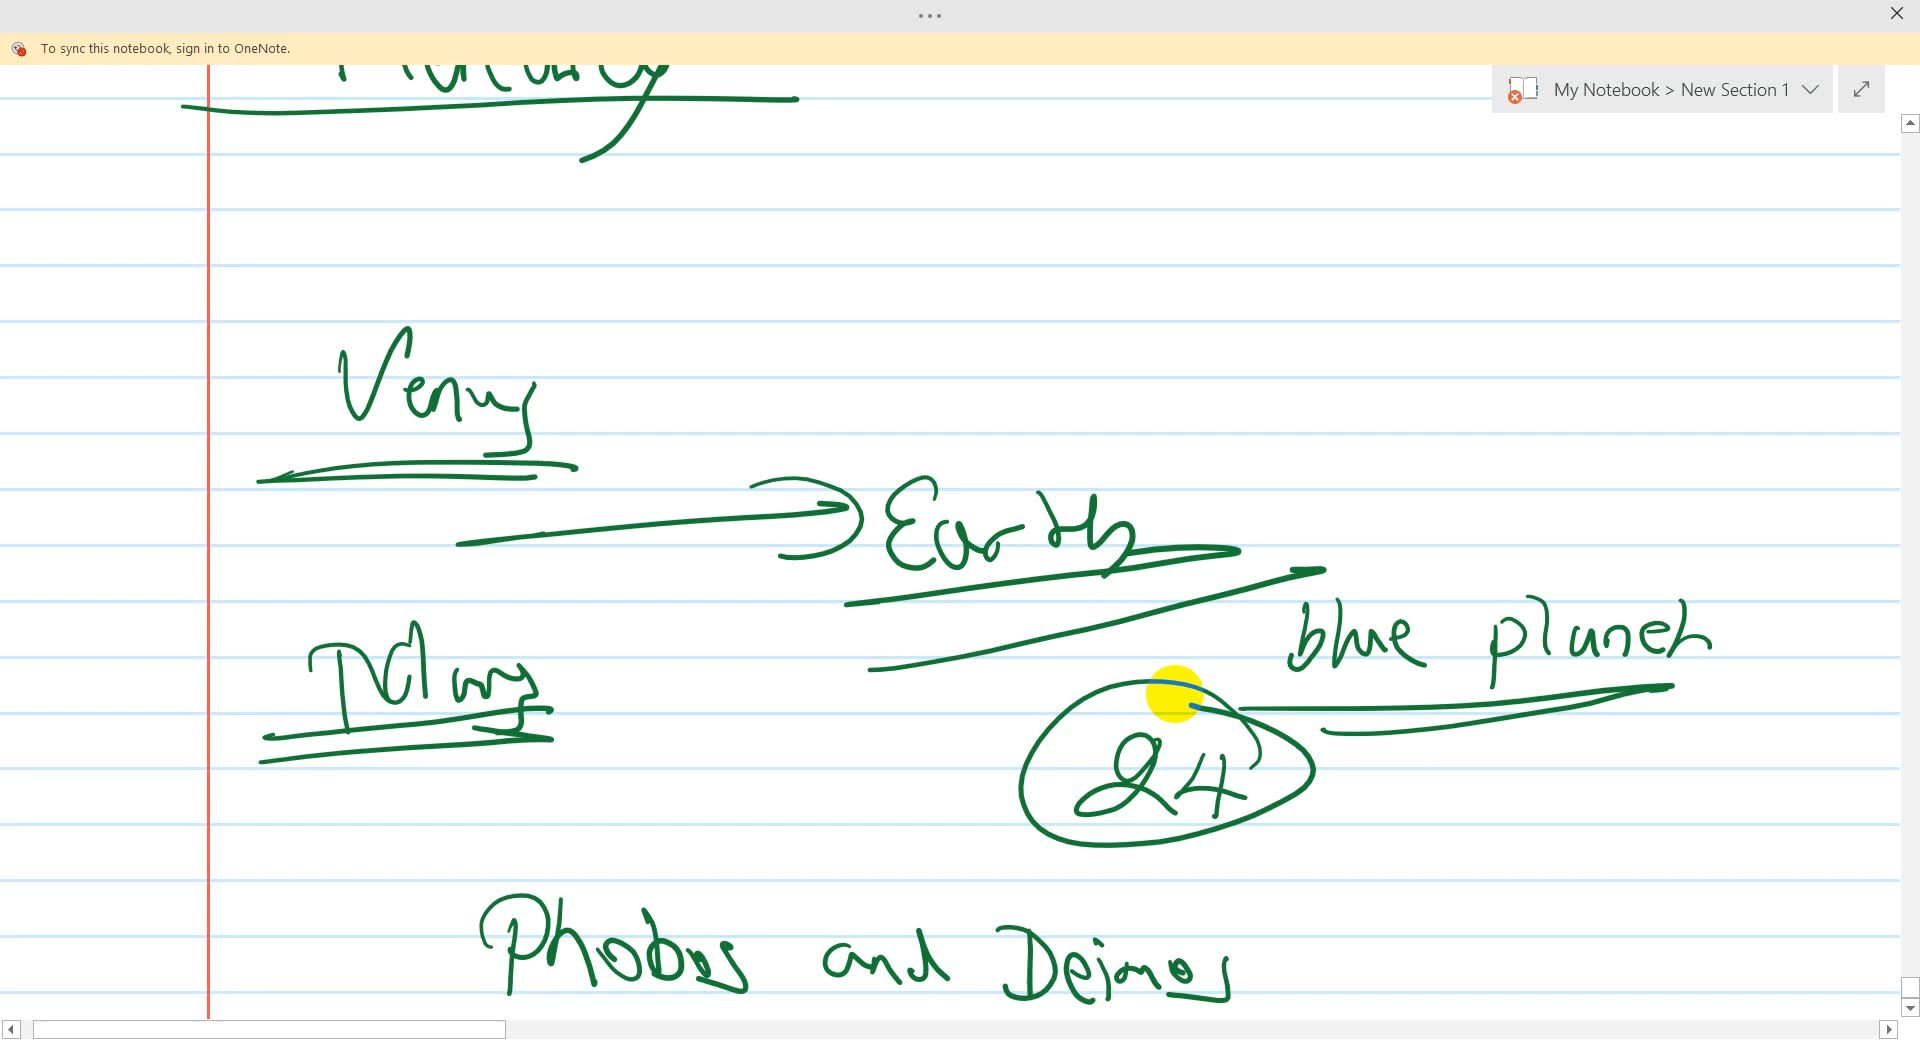 To sync this notebook, sign in to OneNote.
My Notebook > New Section 1
Venus
Earth
blue planet
Mars
24
Phobos and Deimos